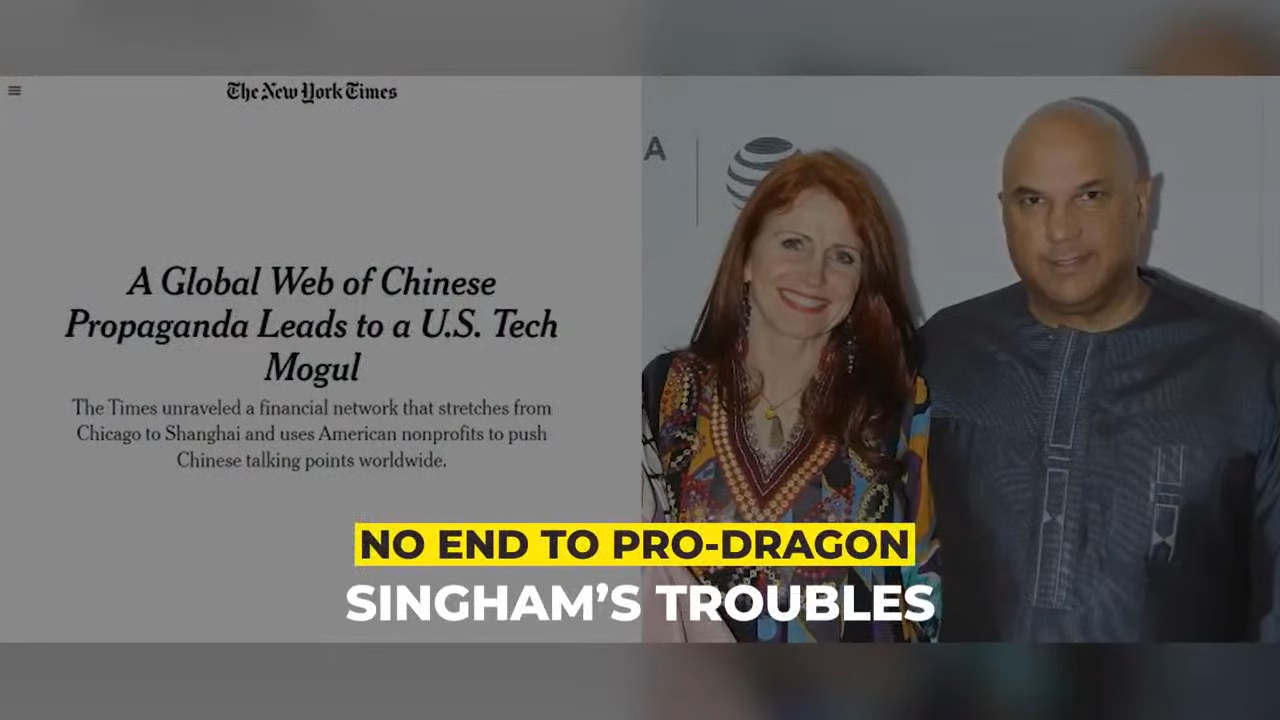 The New York Times
A Global Web of Chinese
Propaganda Leads to a U.S. Tech
Mogul
The Times unraveled a financial network that stretches from
Chicago to Shanghai and uses American nonprofits to push
Chinese talking points worldwide.
A
NO END TO PRO-DRAGON
SINGHAM’S TROUBLES